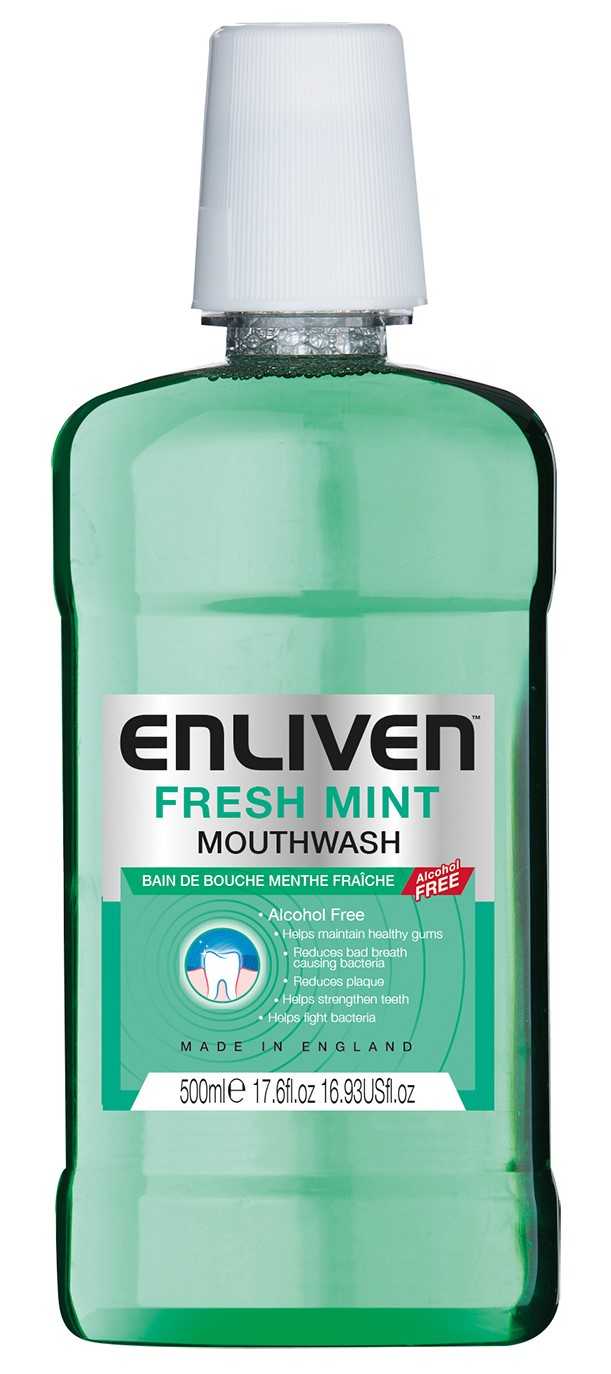 ENLIVEN™
FRESH MINT
MOUTHWASH
BAIN DE BOUCHE MENTHE FRAÎCHE
Alcohol
FREE
• Alcohol Free
• Helps maintain healthy gums
• Reduces bad breath
causing bacteria
• Reduces plaque
• Helps strengthen teeth
• Helps fight bacteria
MADE IN ENGLAND
500ml℮ 17.6fl.oz 16.93USfl.oz